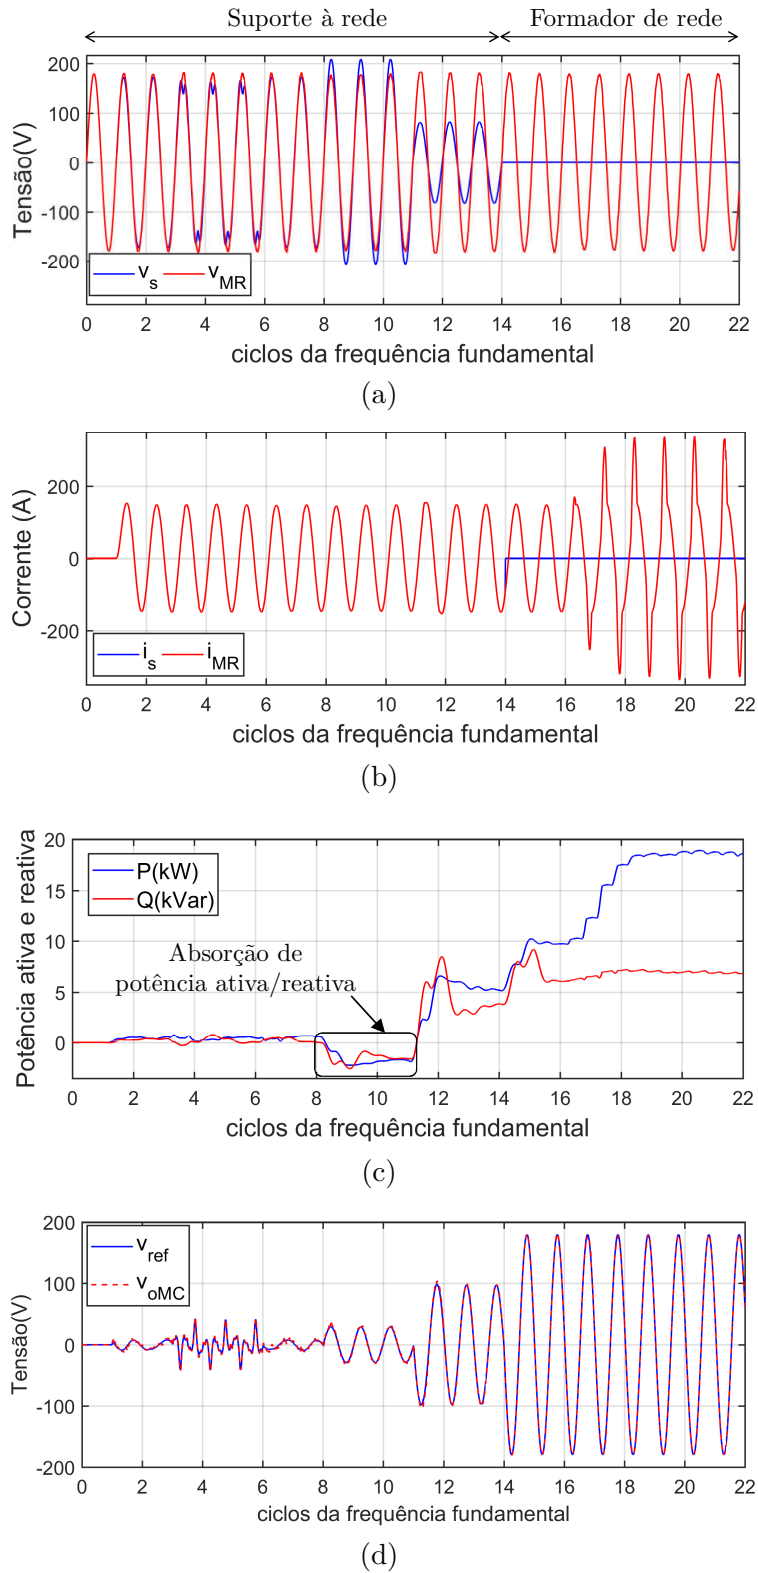 Suporte à rede Formador de rede
200
100
0
-100
-200
Tensão(V)
v_s v_MR
0 2 4 6 8 10 12 14 16 18 20 22
ciclos da frequência fundamental
(a)
200
0
-200
Corrente (A)
i_s i_MR
0 2 4 6 8 10 12 14 16 18 20 22
ciclos da frequência fundamental
(b)
20
15
10
5
0
Potência ativa e reativa
P(kW)
Q(kVar)
Absorção de
potência ativa/reativa
0 2 4 6 8 10 12 14 16 18 20 22
ciclos da frequência fundamental
(c)
200
100
0
-100
-200
Tensão(V)
v_ref
v_oMC
0 2 4 6 8 10 12 14 16 18 20 22
ciclos da frequência fundamental
(d)